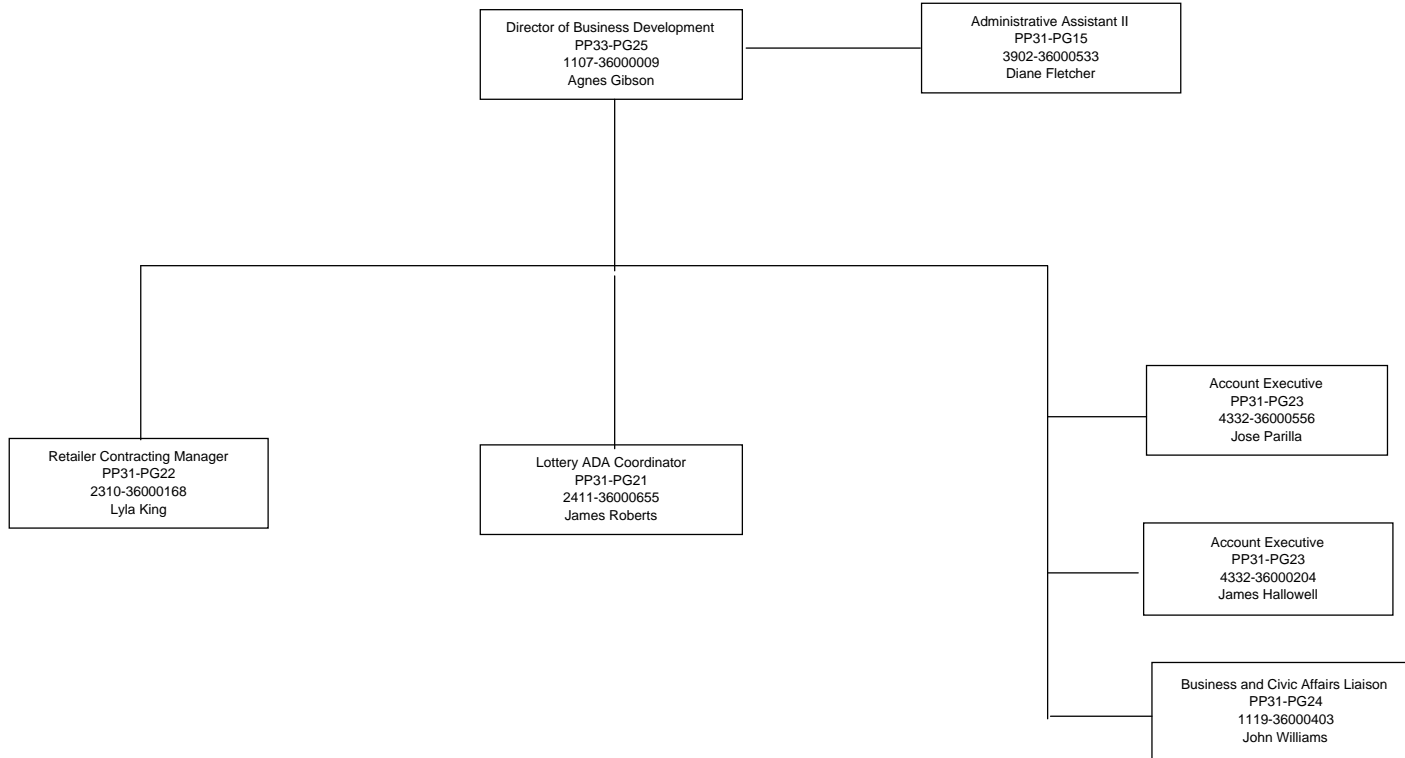 Director of Business Development
PP33-PG25
1107-36000009
Agnes Gibson
Administrative Assistant II
PP31-PG15
3902-36000533
Diane Fletcher
Retailer Contracting Manager
PP31-PG22
2310-36000168
Lyla King
Lottery ADA Coordinator
PP31-PG21
2411-36000655
James Roberts
Account Executive
PP31-PG23
4332-36000556
Jose Parilla
Account Executive
PP31-PG23
4332-36000204
James Hallowell
Business and Civic Affairs Liaison
PP31-PG24
1119-36000403
John Williams